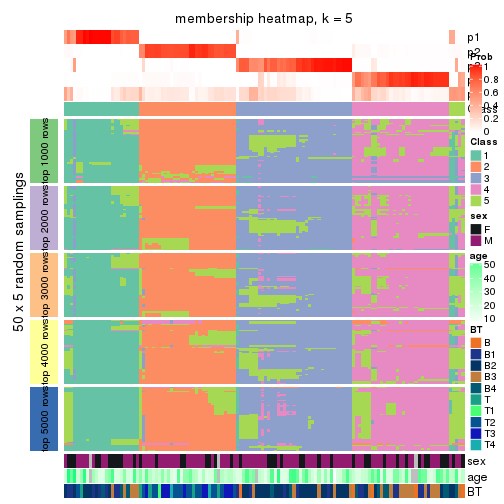 membership heatmap, k = 5
p1
p2
Prob
1
0.8
0.6
0.4
0.2
0
Class
1
2
3
4
5
sex
F
M
age
50
40
30
20
10
BT
B
B1
B2
B3
B4
T
T1
T2
T3
T4
50 x 5 random samplings
top 1000 rows
top 2000 rows
top 3000 rows
top 4000 rows
top 5000 rows
sex
age
BT